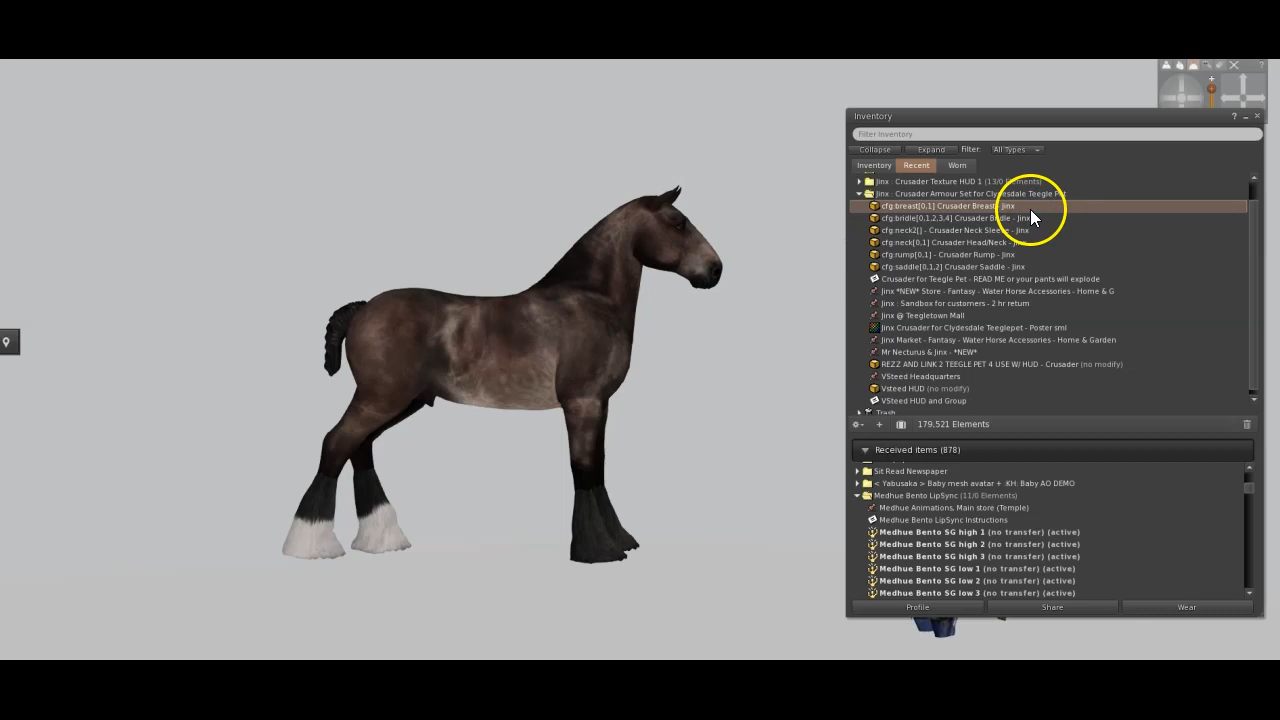 Inventory
Filter Inventory
Collapse Expand Filter: All Types
Inventory Recent Worn
Jinx : Crusader Texture HUD 1 (13/0 Elements)
Jinx : Crusader Armour Set for Clydesdale Teegle Pet
cfg:breast[0,1] Crusader Breast - Jinx
cfg:bridle[0,1,2,3,4] Crusader Bridle - Jinx
cfg:neck2[] - Crusader Neck Sleeve - Jinx
cfg:neck[0,1] Crusader Head/Neck - Jinx
cfg:rump[0,1] - Crusader Rump - Jinx
cfg:saddle[0,1,2] Crusader Saddle - Jinx
Crusader for Teegle Pet - READ ME or your pants will explode
Jinx *NEW* Store - Fantasy - Water Horse Accessories - Home & G
Jinx : Sandbox for customers - 2 hr return
Jinx @ Teegletown Mall
Jinx Crusader for Clydesdale Teeglepet - Poster sml
Jinx Market - Fantasy - Water Horse Accessories - Home & Garden
Mr Necturus & Jinx - *NEW*
REZZ AND LINK 2 TEEGLE PET 4 USE W/ HUD - Crusader (no modify)
VSteed Headquarters
Vsteed HUD (no modify)
VSteed HUD and Group
Trash
179,521 Elements
Received items (878)
Sit Read Newspaper
< Yabusaka > Baby mesh avatar + .KH. Baby AO DEMO
Medhue Bento LipSync (11/0 Elements)
Medhue Animations, Main store (Temple)
Medhue Bento LipSync Instructions
Medhue Bento SG high 1 (no transfer) (active)
Medhue Bento SG high 2 (no transfer) (active)
Medhue Bento SG high 3 (no transfer) (active)
Medhue Bento SG low 1 (no transfer) (active)
Medhue Bento SG low 2 (no transfer) (active)
Medhue Bento SG low 3 (no transfer) (active)
Profile Share Wear